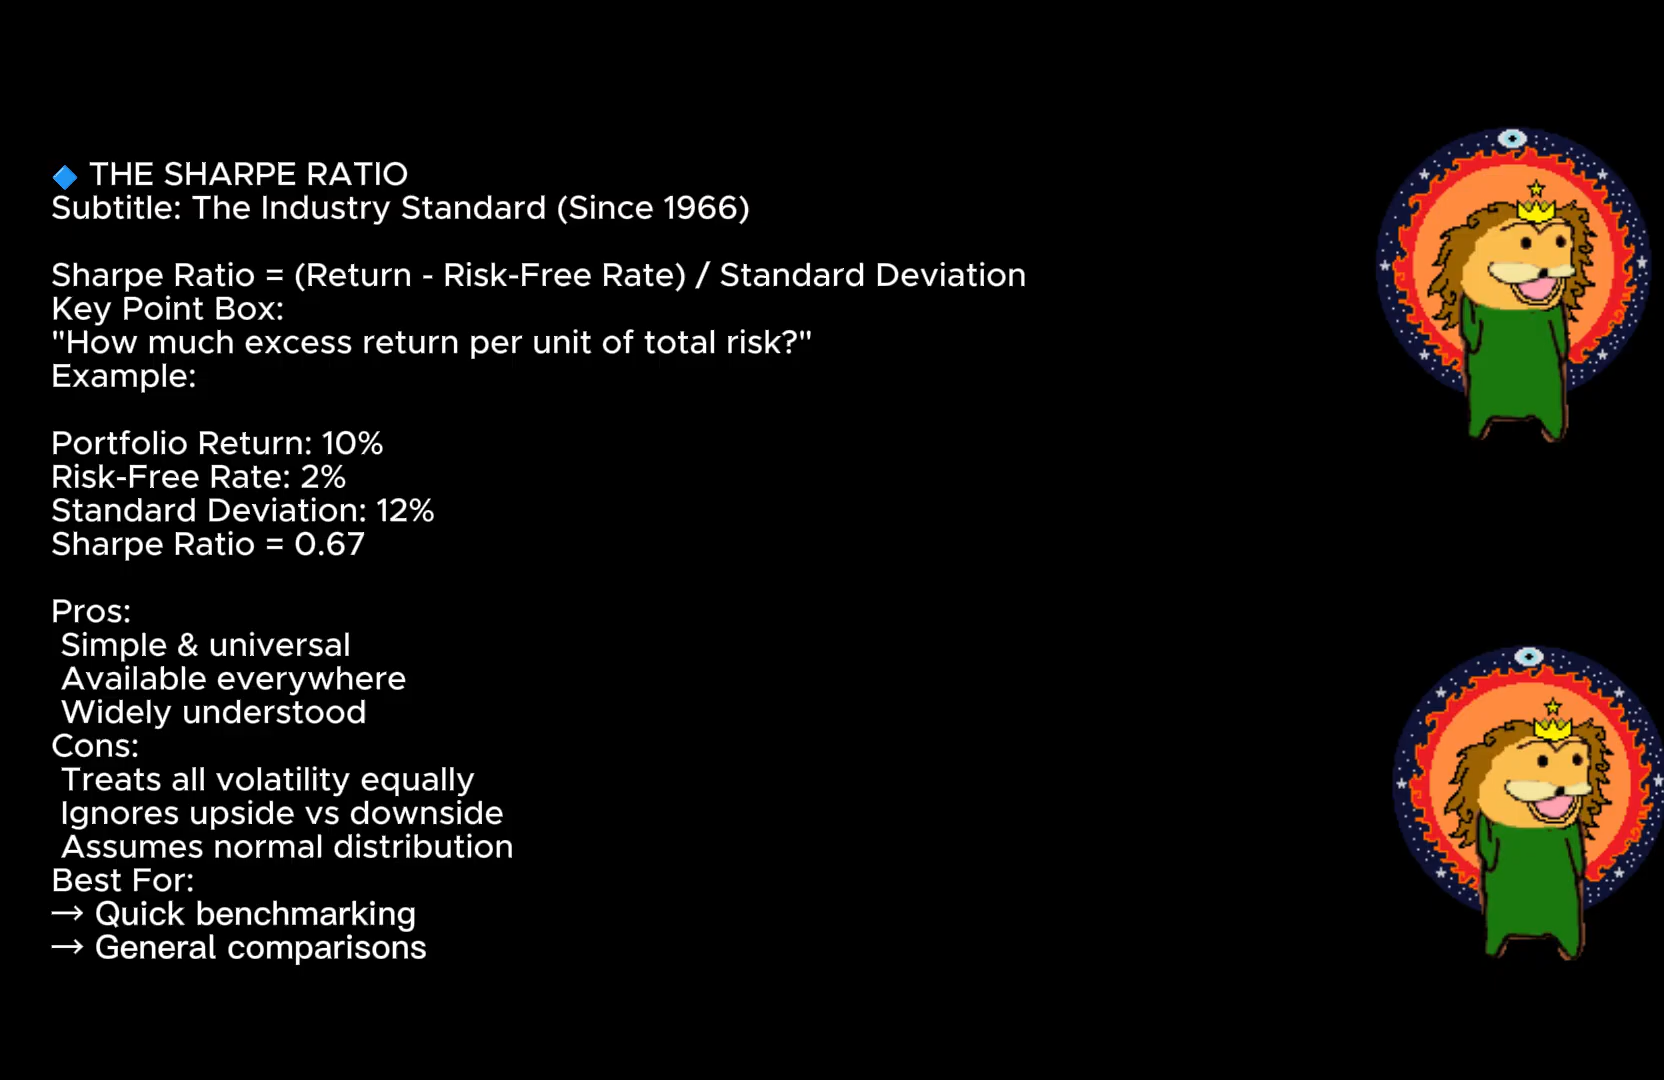 🔷 THE SHARPE RATIO
Subtitle: The Industry Standard (Since 1966)
Sharpe Ratio = (Return - Risk-Free Rate) / Standard Deviation
Key Point Box:
"How much excess return per unit of total risk?"
Example:
Portfolio Return: 10%
Risk-Free Rate: 2%
Standard Deviation: 12%
Sharpe Ratio = 0.67
Pros:
Simple & universal
Available everywhere
Widely understood
Cons:
Treats all volatility equally
Ignores upside vs downside
Assumes normal distribution
Best For:
→ Quick benchmarking
→ General comparisons